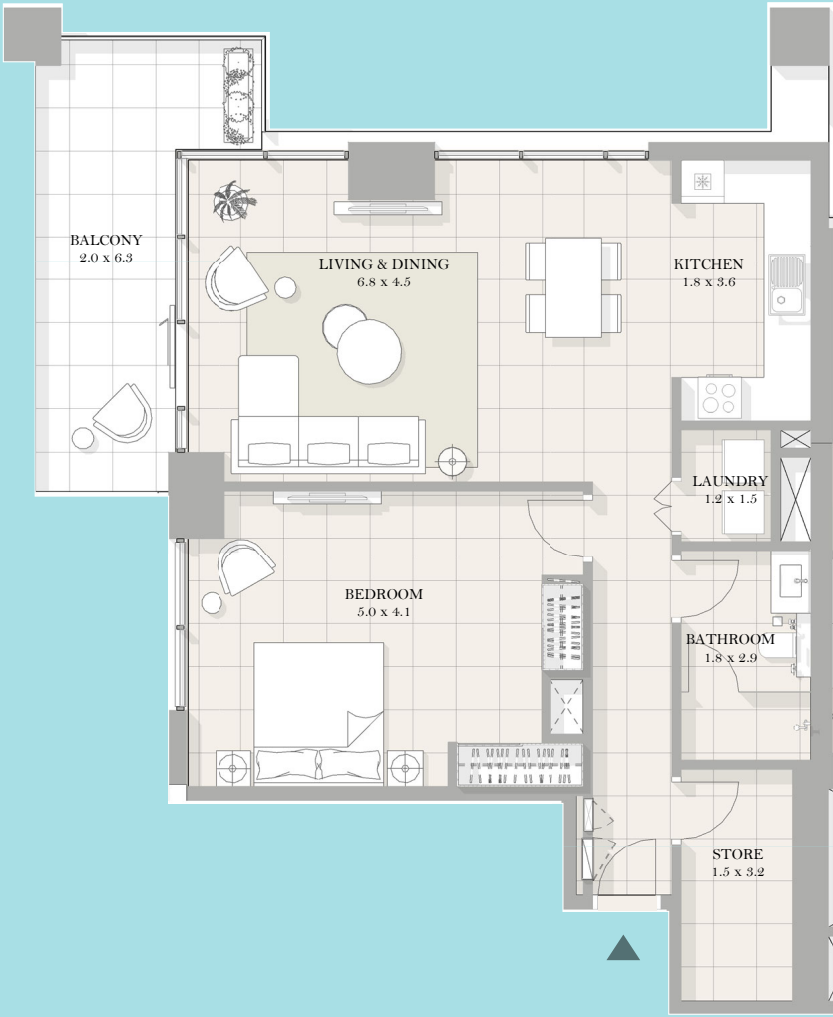 BALCONY
2.0 x 6.3
LIVING & DINING
6.8 x 4.5
KITCHEN
1.8 x 3.6
LAUNDRY
1.2 x 1.5
BEDROOM
5.0 x 4.1
BATHROOM
1.8 x 2.9
STORE
1.5 x 3.2